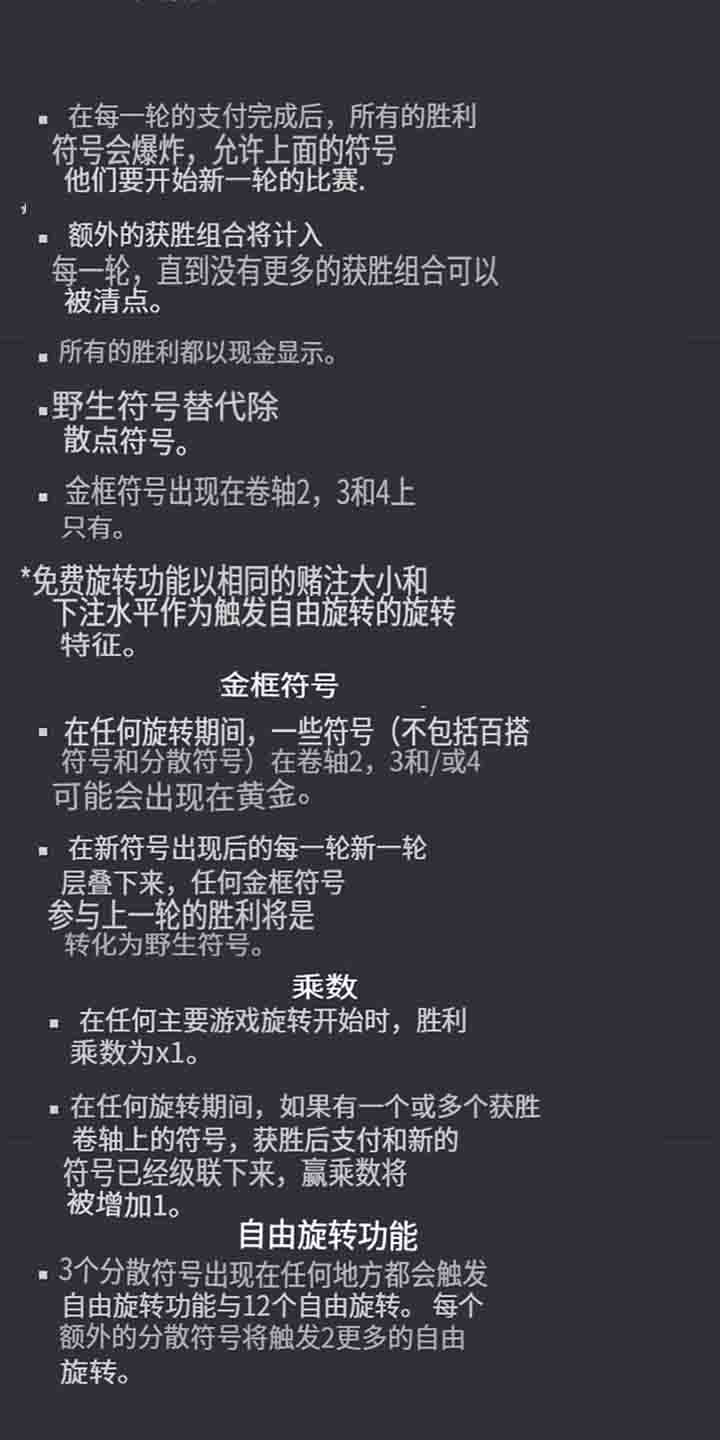 ▪ 在每一轮的支付完成后，所有的胜利
符号会爆炸，允许上面的符号
他们要开始新一轮的比赛.
▪ 额外的获胜组合将计入
每一轮，直到没有更多的获胜组合可以
被清点。
▪ 所有的胜利都以现金显示。
▪野生符号替代除
散点符号。
▪ 金框符号出现在卷轴2，3和4上
只有。
*免费旋转功能以相同的赌注大小和
下注水平作为触发自由旋转的旋转
特征。
金框符号
▪ 在任何旋转期间，一些符号（不包括百搭
符号和分散符号）在卷轴2，3和/或4
可能会出现在黄金。
▪ 在新符号出现后的每一轮新一轮
层叠下来，任何金框符号
参与上一轮的胜利将是
转化为野生符号。
乘数
▪ 在任何主要游戏旋转开始时，胜利
乘数为x1。
▪ 在任何旋转期间，如果有一个或多个获胜
卷轴上的符号，获胜后支付和新的
符号已经级联下来，赢乘数将
被增加1。
自由旋转功能
▪ 3个分散符号出现在任何地方都会触发
自由旋转功能与12个自由旋转。 每个
额外的分散符号将触发2更多的自由
旋转。